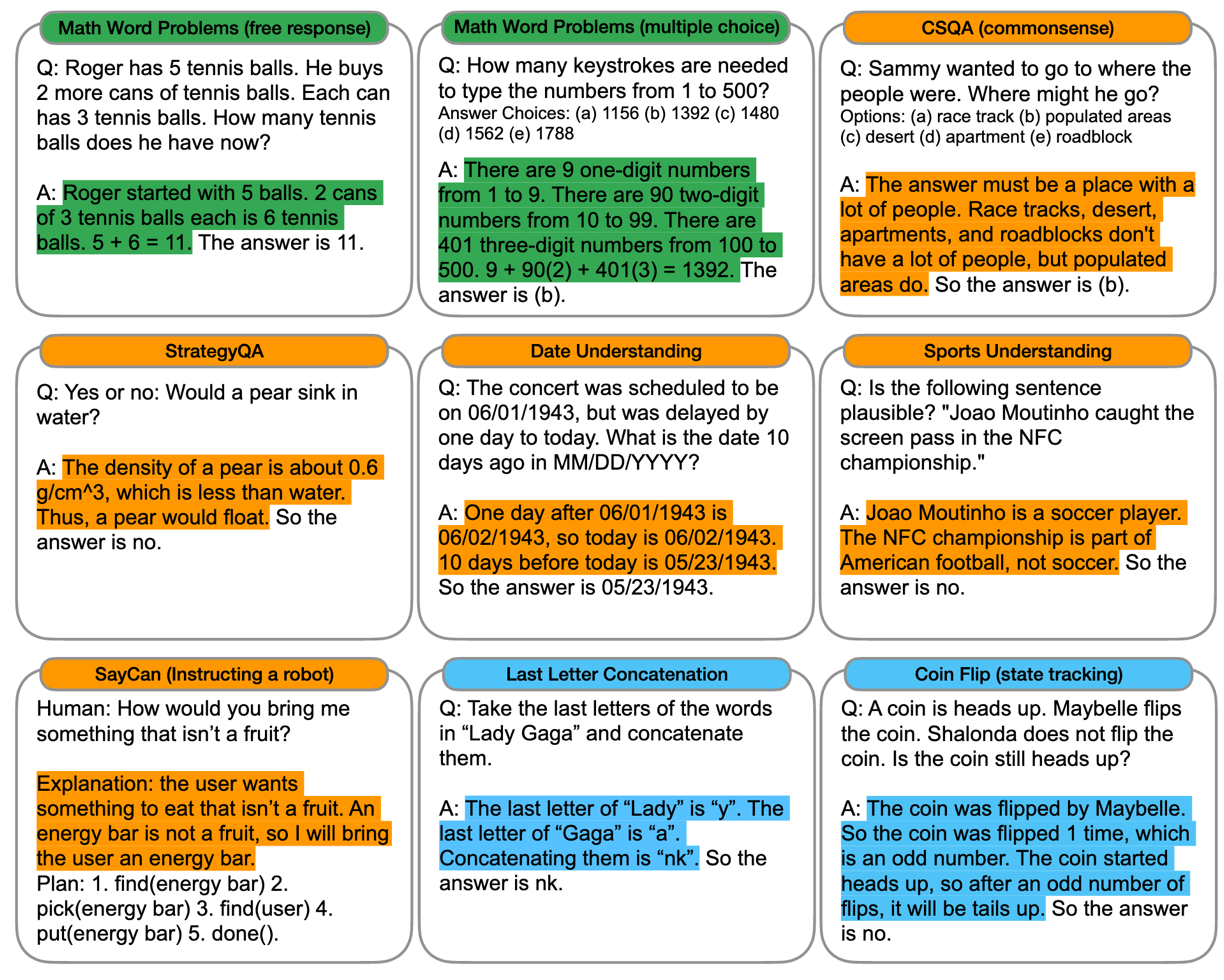 Math Word Problems (free response)
Q: Roger has 5 tennis balls. He buys
2 more cans of tennis balls. Each can
has 3 tennis balls. How many tennis
balls does he have now?
A: Roger started with 5 balls. 2 cans
of 3 tennis balls each is 6 tennis
balls. 5 + 6 = 11. The answer is 11.
Math Word Problems (multiple choice)
Q: How many keystrokes are needed
to type the numbers from 1 to 500?
Answer Choices: (a) 1156 (b) 1392 (c) 1480
(d) 1562 (e) 1788
A: There are 9 one-digit numbers
from 1 to 9. There are 90 two-digit
numbers from 10 to 99. There are
401 three-digit numbers from 100 to
500. 9 + 90(2) + 401(3) = 1392. The
answer is (b).
CSQA (commonsense)
Q: Sammy wanted to go to where the
people were. Where might he go?
Options: (a) race track (b) populated areas
(c) desert (d) apartment (e) roadblock
A: The answer must be a place with a
lot of people. Race tracks, desert,
apartments, and roadblocks don't
have a lot of people, but populated
areas do. So the answer is (b).
StrategyQA
Q: Yes or no: Would a pear sink in
water?
A: The density of a pear is about 0.6
g/cm^3, which is less than water.
Thus, a pear would float. So the
answer is no.
Date Understanding
Q: The concert was scheduled to be
on 06/01/1943, but was delayed by
one day to today. What is the date 10
days ago in MM/DD/YYYY?
A: One day after 06/01/1943 is
06/02/1943, so today is 06/02/1943.
10 days before today is 05/23/1943.
So the answer is 05/23/1943.
Sports Understanding
Q: Is the following sentence
plausible? "Joao Moutinho caught the
screen pass in the NFC
championship."
A: Joao Moutinho is a soccer player.
The NFC championship is part of
American football, not soccer. So the
answer is no.
SayCan (Instructing a robot)
Human: How would you bring me
something that isn’t a fruit?
Explanation: the user wants
something to eat that isn’t a fruit. An
energy bar is not a fruit, so I will bring
the user an energy bar.
Plan: 1. find(energy bar) 2.
pick(energy bar) 3. find(user) 4.
put(energy bar) 5. done().
Last Letter Concatenation
Q: Take the last letters of the words
in “Lady Gaga” and concatenate
them.
A: The last letter of “Lady” is “y”. The
last letter of “Gaga” is “a”.
Concatenating them is “nk”. So the
answer is nk.
Coin Flip (state tracking)
Q: A coin is heads up. Maybelle flips
the coin. Shalonda does not flip the
coin. Is the coin still heads up?
A: The coin was flipped by Maybelle.
So the coin was flipped 1 time, which
is an odd number. The coin started
heads up, so after an odd number of
flips, it will be tails up. So the answer
is no.